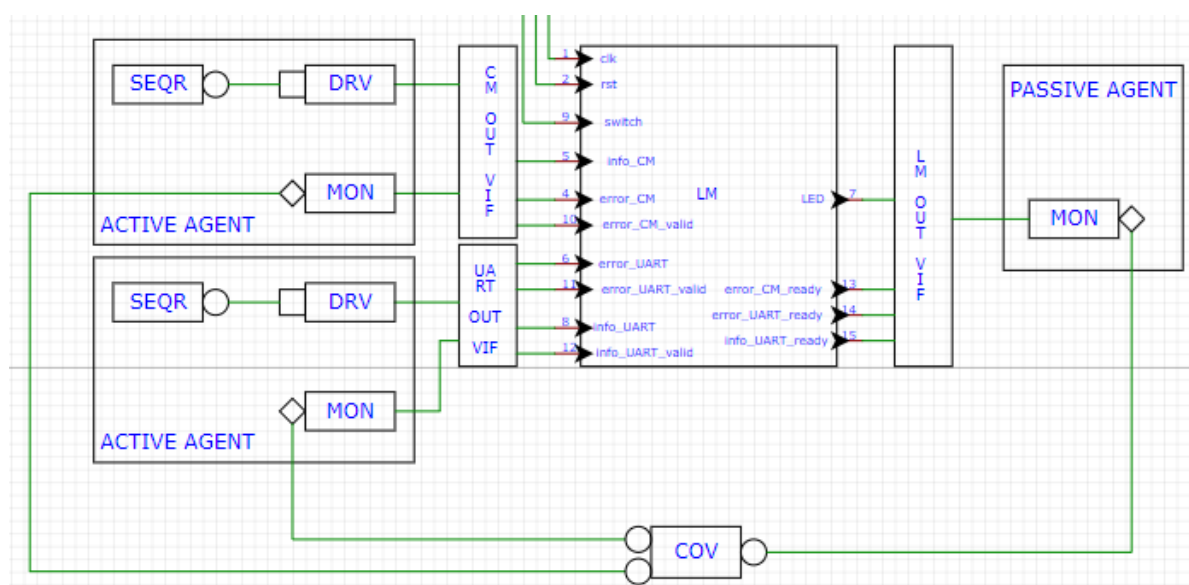 SEQR
DRV
MON
ACTIVE AGENT
SEQR
DRV
MON
ACTIVE AGENT
CM OUT VIF
UART OUT VIF
1 clk
2 rst
9 switch
5 info_CM
4 error_CM
10 error_CM_valid
6 error_UART
11 error_UART_valid
8 info_UART
12 info_UART_valid
LM
LED 7
error_CM_ready 13
error_UART_ready 14
info_UART_ready 15
LM OUT VIF
PASSIVE AGENT
MON
COV